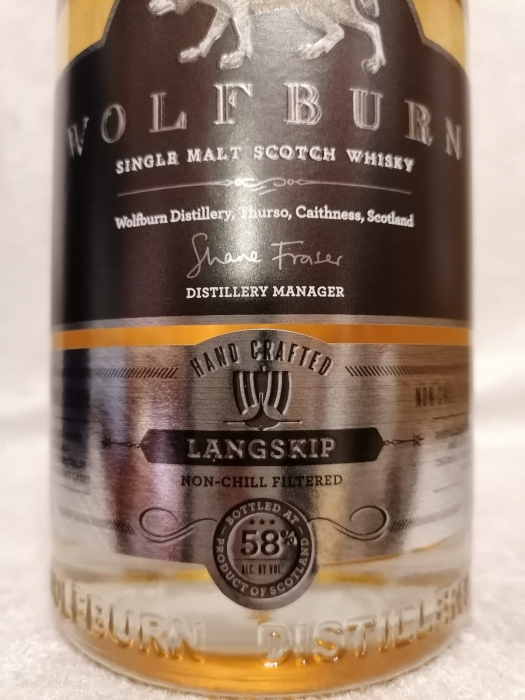 WOLFBURN
SINGLE MALT SCOTCH WHISKY
Wolfburn Distillery, Thurso, Caithness, Scotland
Shane Fraser
DISTILLERY MANAGER
HAND CRAFTED
LANGSKIP
NON-CHILL FILTERED
BOTTLED AT
58%
ALC. BY VOL
PRODUCT OF SCOTLAND
WOLFBURN DISTILLERY